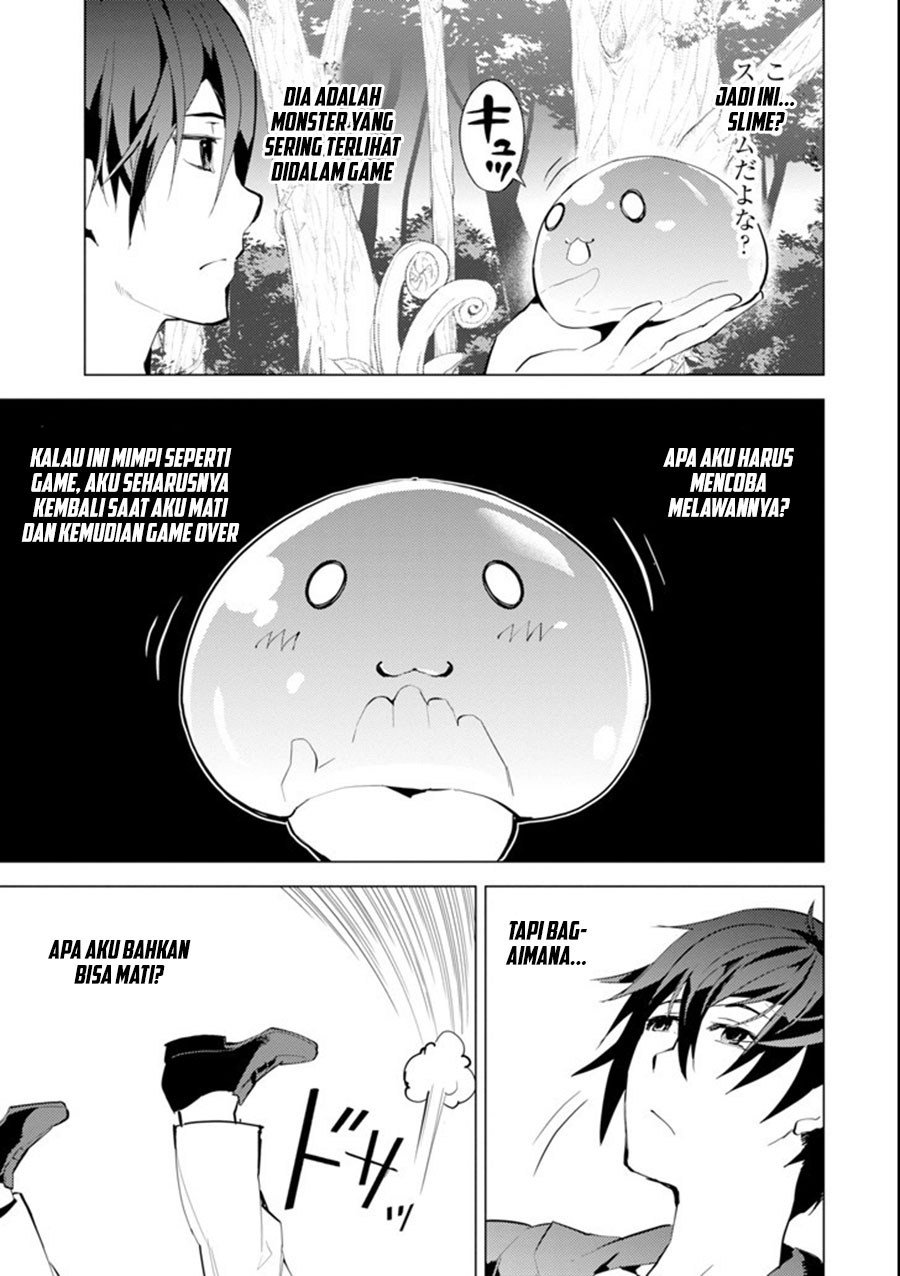 JADI INI...
SLIME?
こ
ス ムだよな?
キュッ
DIA ADALAH
MONSTER YANG
SERING TERLIHAT
DIDALAM GAME
APA AKU HARUS
MENCOBA
MELAWANNYA?
KALAU INI MIMPI SEPERTI
GAME, AKU SEHARUSNYA
KEMBALI SAAT AKU MATI
DAN KEMUDIAN GAME OVER
TAPI BAG-
AIMANA...
APA AKU BAHKAN
BISA MATI?
ドドッ